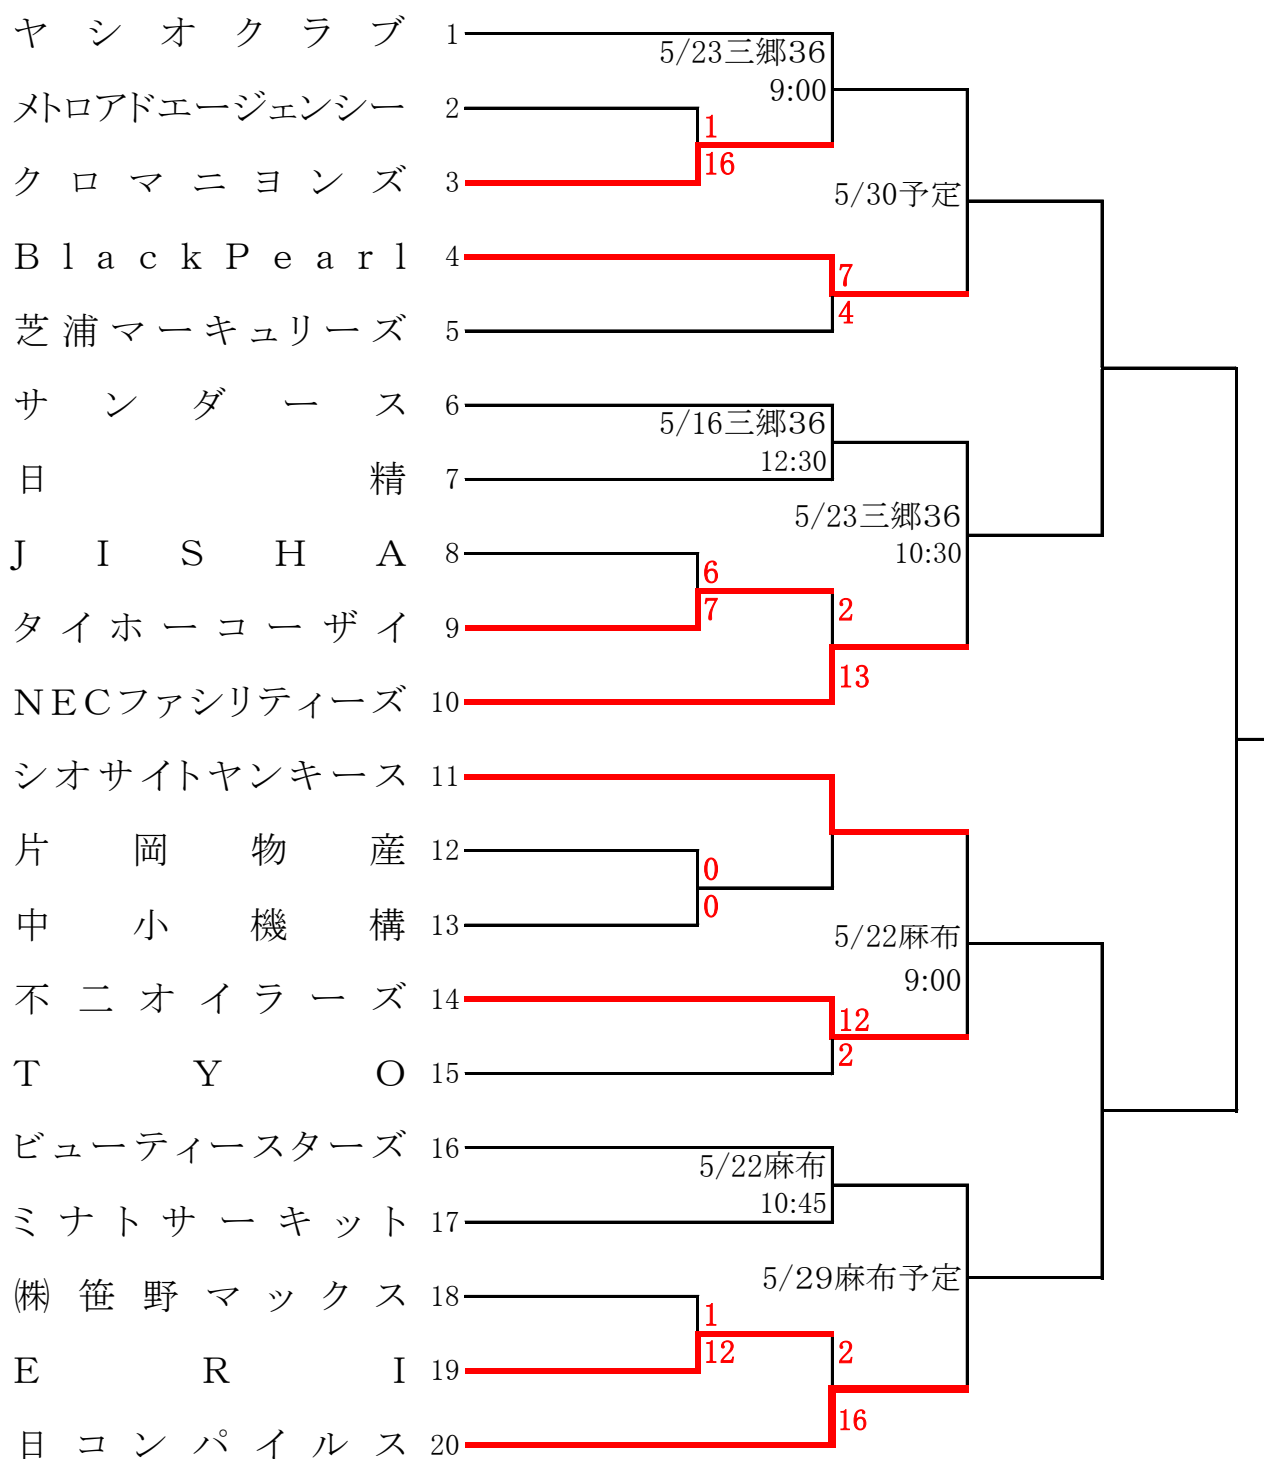 ヤシオクラブ 1
5/23三郷36
9:00
メトロアドエージェンシー 2
1
16
クロマニヨンズ 3
5/30予定
BlackPearl 4
7
4
芝浦マーキュリーズ 5
サンダース 6
5/16三郷36
12:30
日精 7
5/23三郷36
10:30
JISHA 8
6
7
2
タイホーコーザイ 9
13
NECファシリティーズ 10
シオサイトヤンキース 11
片岡物産 12
0
0
中小機構 13
5/22麻布
9:00
不二オイラーズ 14
12
2
TYO 15
ビューティースターズ 16
5/22麻布
10:45
ミナトサーキット 17
5/29麻布予定
㈱笹野マックス 18
1
12
2
ERI 19
16
日コンパイルス 20